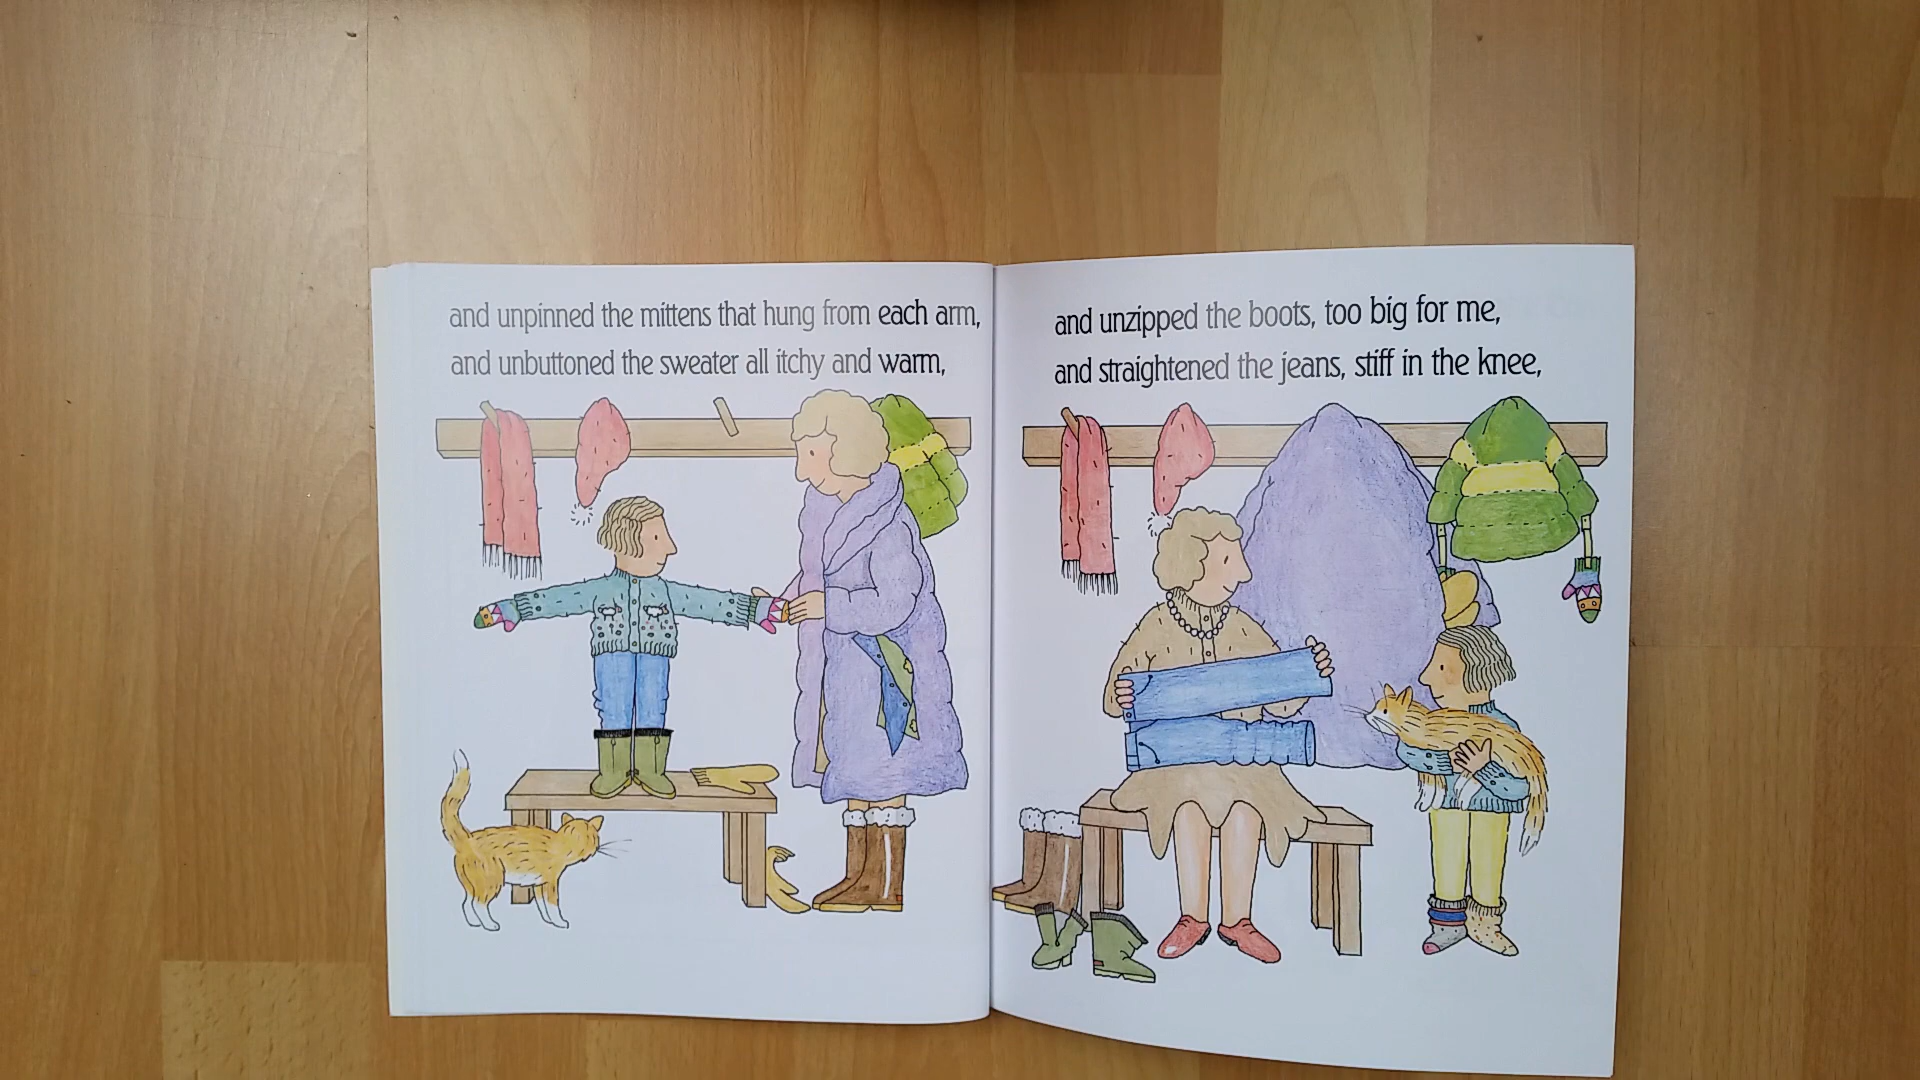 and unpinned the mittens that hung from each arm,
and unbuttoned the sweater all itchy and warm,
and unzipped the boots, too big for me,
and straightened the jeans, stiff in the knee,